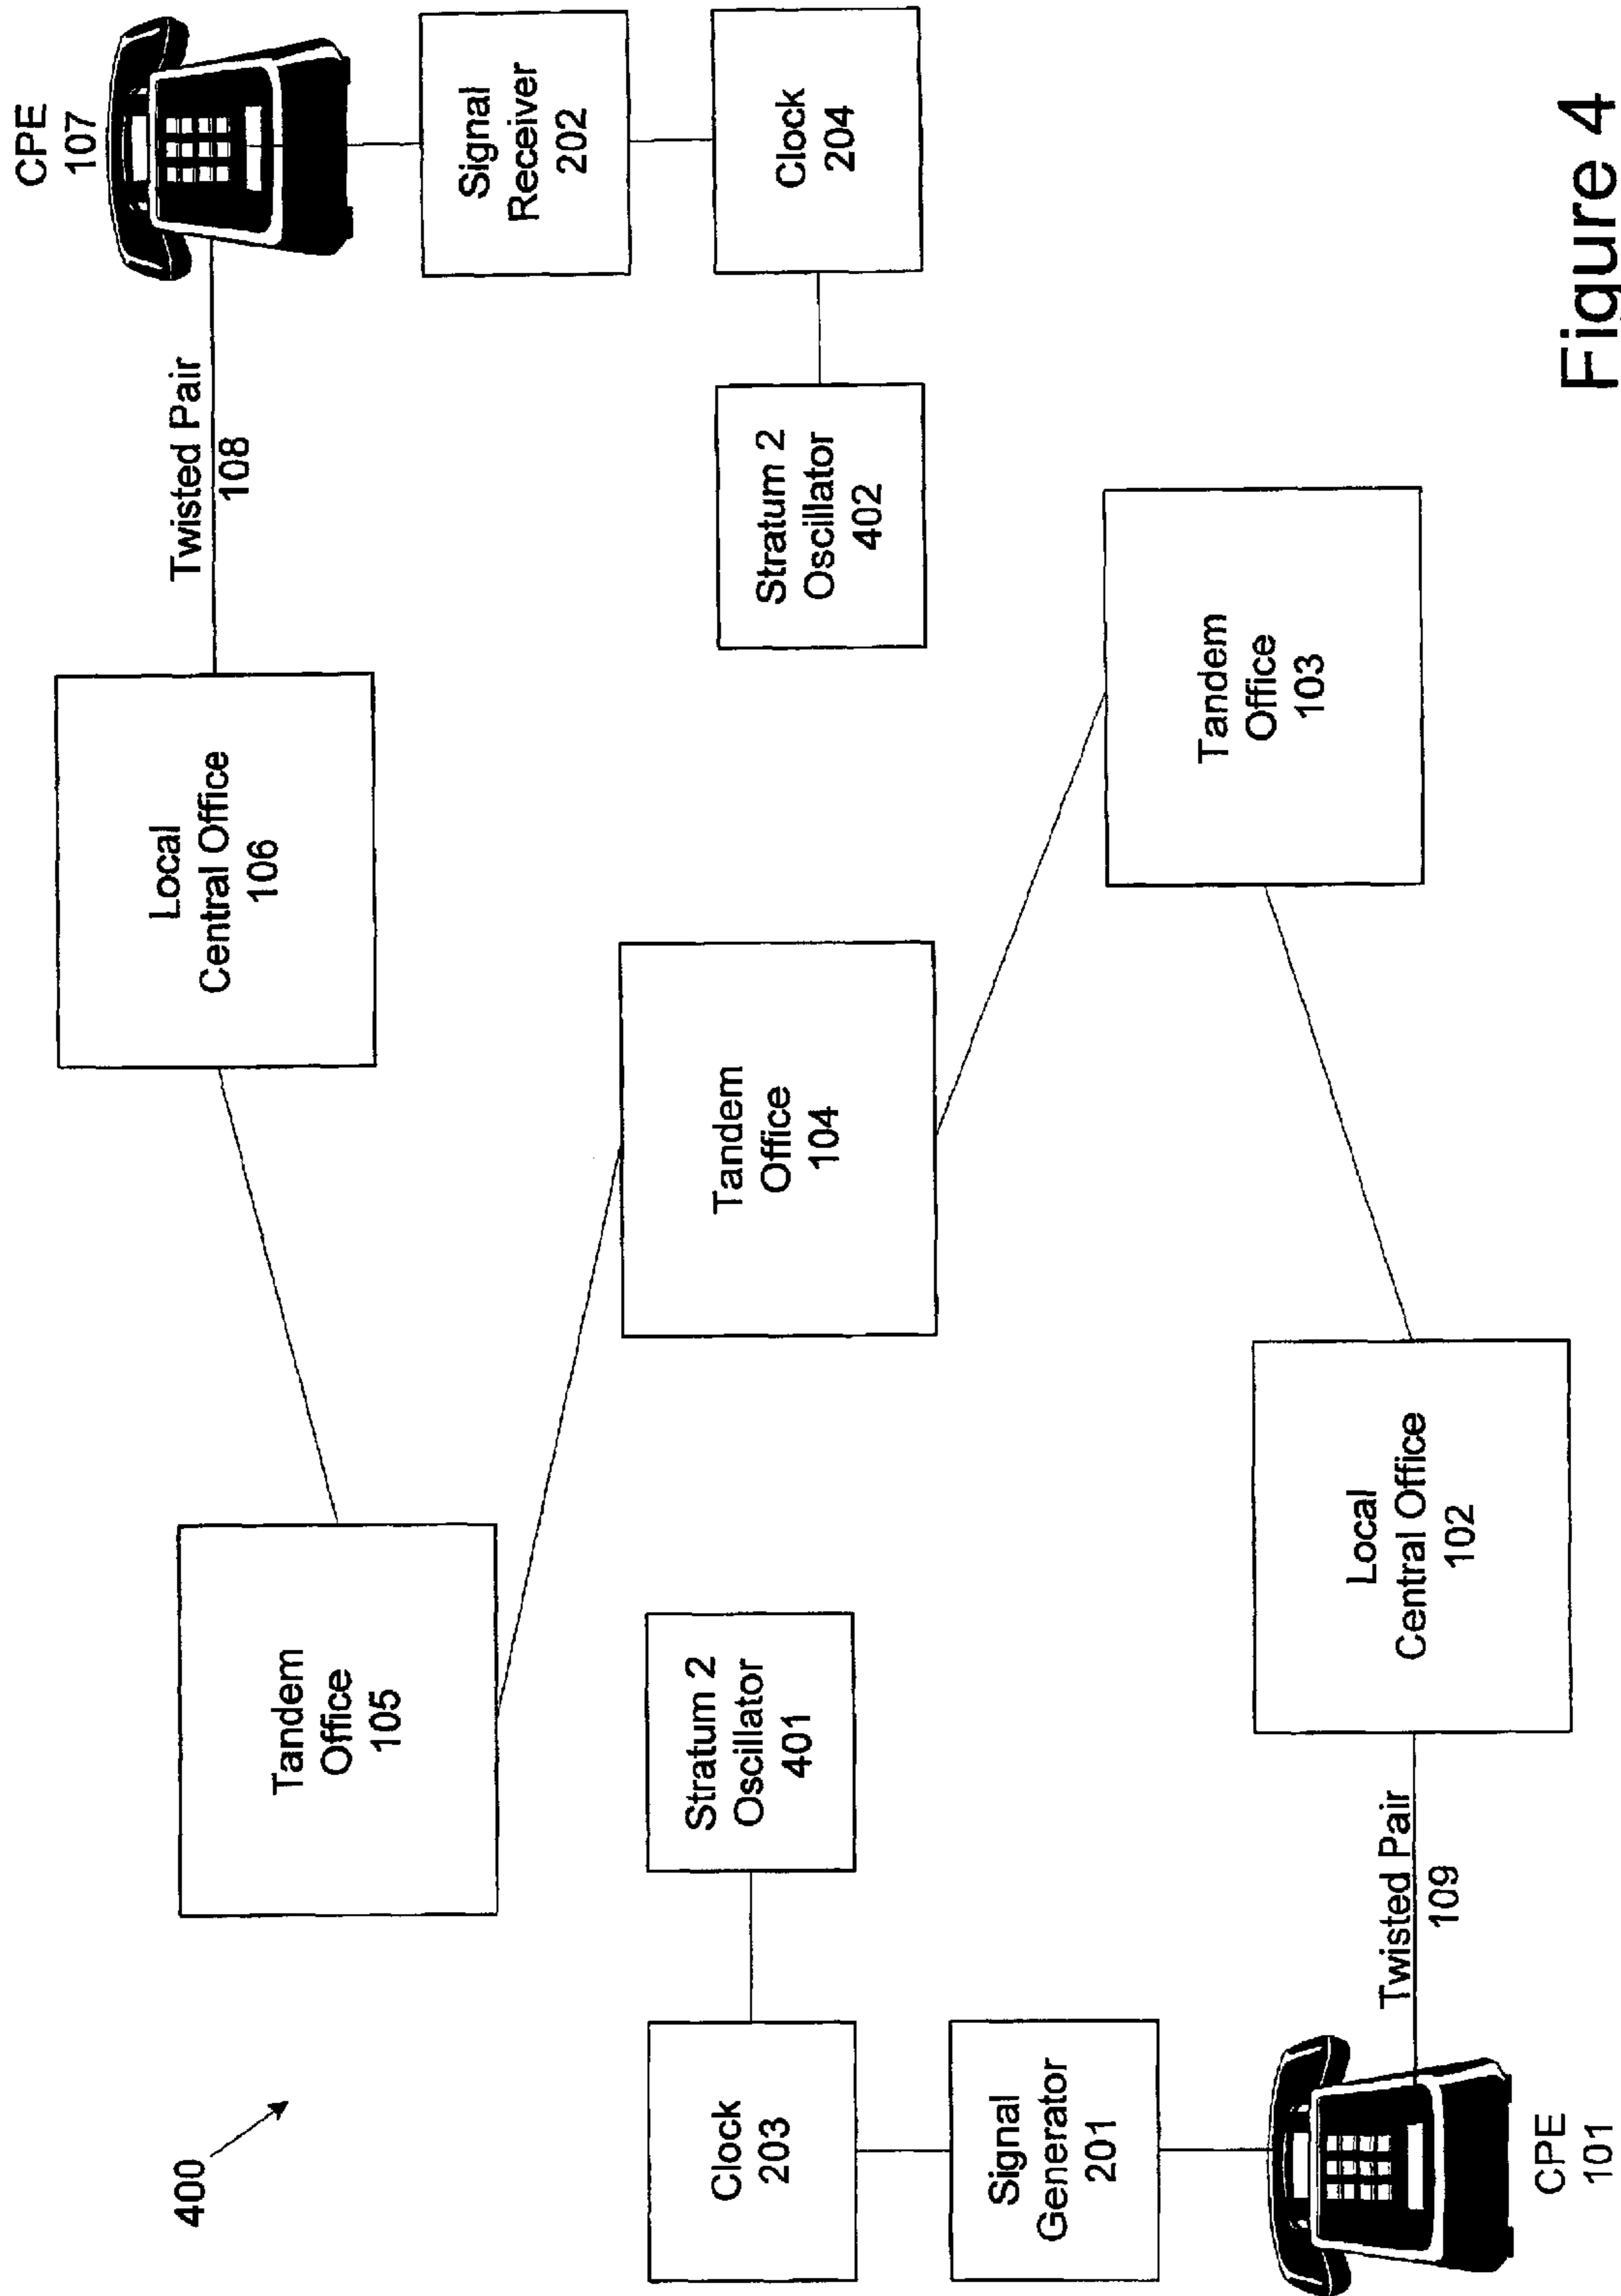 400
Clock
203
Signal
Generator
201
CPE
101
Twisted Pair
109
Local
Central Office
102
Tandem
Office
103
Tandem
Office
104
Tandem
Office
105
Local
Central Office
106
Twisted Pair
108
CPE
107
Signal
Receiver
202
Clock
204
Stratum 2
Oscillator
402
Stratum 2
Oscillator
401
Figure 4